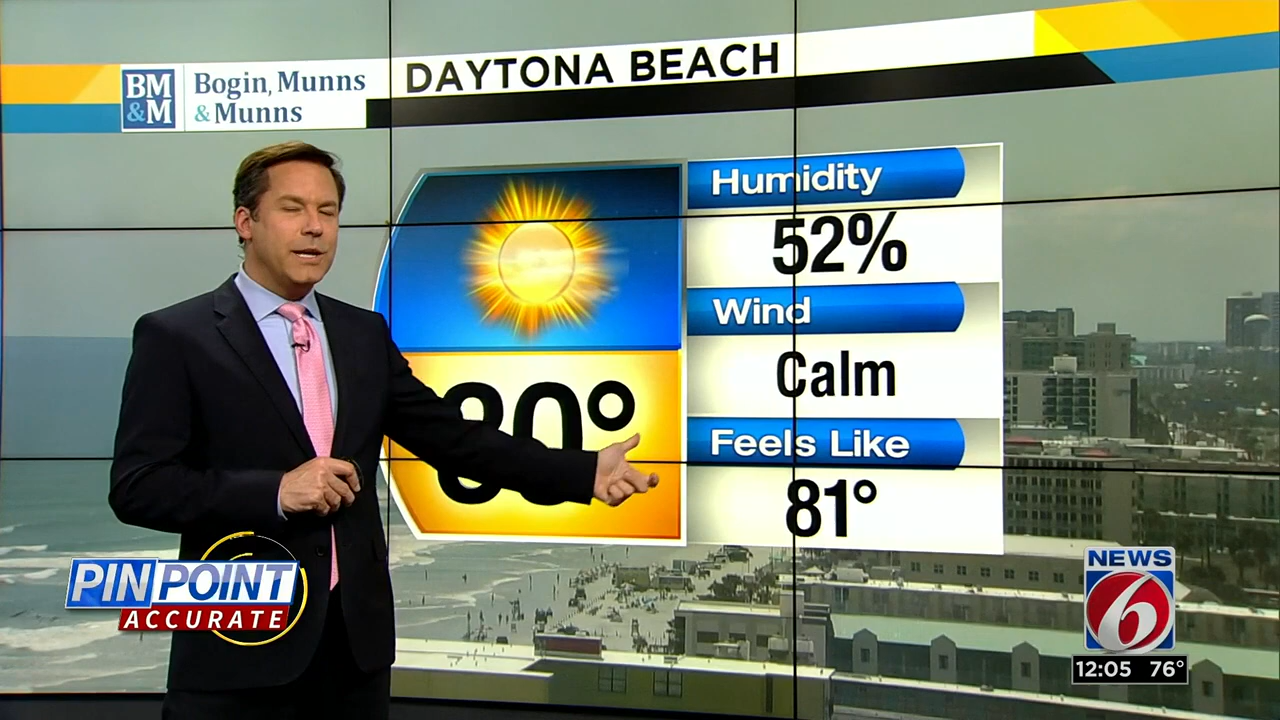 BM
&M
Bogin, Munns
& Munns
DAYTONA BEACH
Humidity
52%
Wind
Calm
80°
Feels Like
81°
PINPOINT
ACCURATE
NEWS
6
12:05 76°